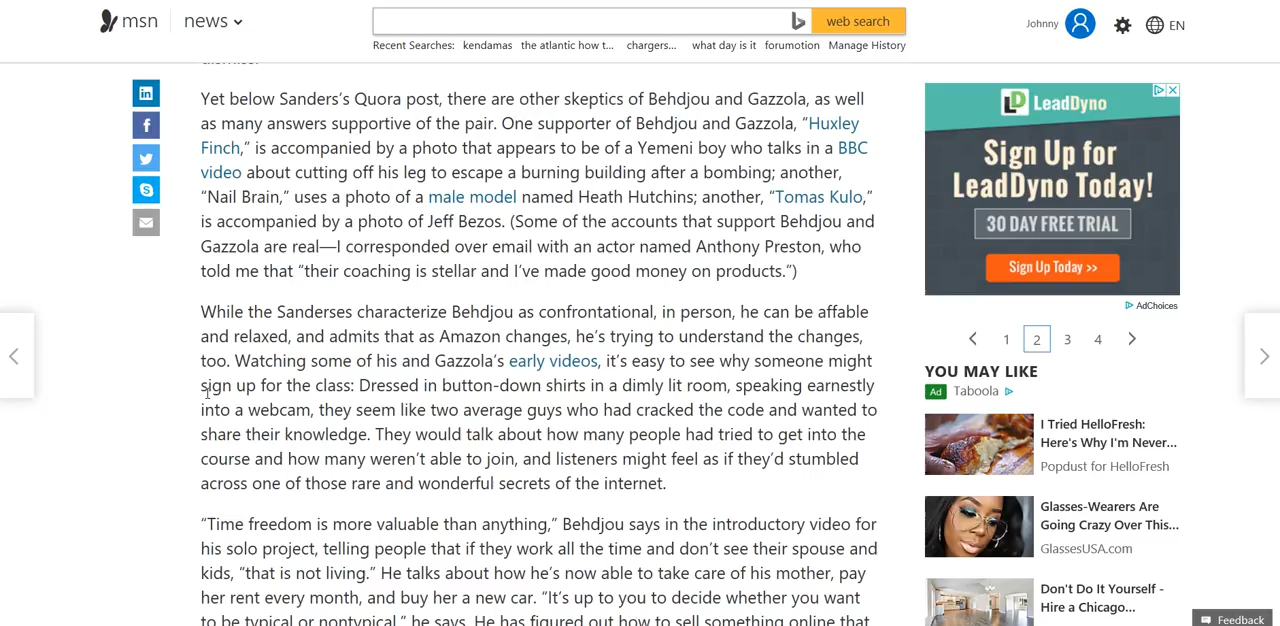 msn
news
web search
Johnny
EN
Recent Searches: kendamas the atlantic how t... chargers... what day is it forumotion Manage History
Yet below Sanders's Quora post, there are other skeptics of Behdjou and Gazzola, as well
as many answers supportive of the pair. One supporter of Behdjou and Gazzola, “Huxley
Finch,” is accompanied by a photo that appears to be of a Yemeni boy who talks in a BBC
video about cutting off his leg to escape a burning building after a bombing; another,
“Nail Brain,” uses a photo of a male model named Heath Hutchins; another, “Tomas Kulo,”
is accompanied by a photo of Jeff Bezos. (Some of the accounts that support Behdjou and
Gazzola are real—I corresponded over email with an actor named Anthony Preston, who
told me that “their coaching is stellar and I've made good money on products.”)
While the Sanderses characterize Behdjou as confrontational, in person, he can be affable
and relaxed, and admits that as Amazon changes, he's trying to understand the changes,
too. Watching some of his and Gazzola's early videos, it's easy to see why someone might
sign up for the class: Dressed in button-down shirts in a dimly lit room, speaking earnestly
into a webcam, they seem like two average guys who had cracked the code and wanted to
share their knowledge. They would talk about how many people had tried to get into the
course and how many weren't able to join, and listeners might feel as if they'd stumbled
across one of those rare and wonderful secrets of the internet.
“Time freedom is more valuable than anything,” Behdjou says in the introductory video for
his solo project, telling people that if they work all the time and don't see their spouse and
kids, “that is not living.” He talks about how he's now able to take care of his mother, pay
her rent every month, and buy her a new car. “It's up to you to decide whether you want
to be typical or nontypical,” he says. He has figured out how to sell something online that
LeadDyno
Sign Up for
LeadDyno Today!
30 DAY FREE TRIAL
Sign Up Today >>
AdChoices
1 2 3 4
YOU MAY LIKE
Ad Taboola
I Tried HelloFresh:
Here's Why I'm Never...
Popdust for HelloFresh
Glasses-Wearers Are
Going Crazy Over This...
GlassesUSA.com
Don't Do It Yourself -
Hire a Chicago...
Feedback